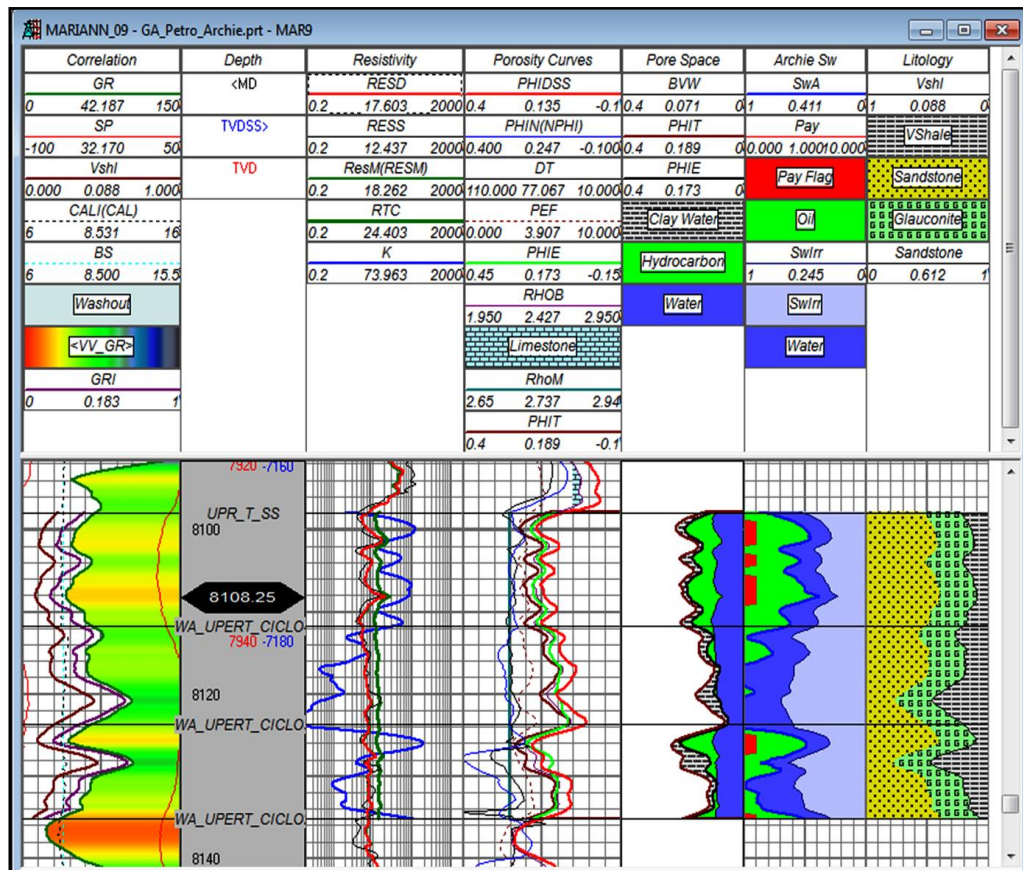 MARIANN_09 - GA_Petro_Archie.prt - MAR9
Correlation Depth Resistivity Porosity Curves Pore Space Archie Sw Litology
GR <MD RESD PHIDSS BVW SwA Vshl
0 42.187 150 0.2 17.603 2000 0.4 0.135 -0.1 0.4 0.071 0 1 0.411 0 1 0.088 0
SP TVDSS> RESS PHIN(NPHI) PHIT Pay VShale
-100 32.170 50 0.2 12.437 2000 0.400 0.247 -0.100 0.4 0.189 0 0.000 1.000 10.000
Vshl TVD ResM(RESM) DT PHIE Pay Flag Sandstone
0.000 0.088 1.000 0.2 18.262 2000 110.000 77.067 10.000 0.4 0.173 0
CALI(CAL) RTC PEF Clay Water Oil Glauconite
6 8.531 16 0.2 24.403 2000 0.000 3.907 10.000
BS K PHIE Hydrocarbon SwIrr Sandstone
6 8.500 15.5 0.2 73.963 2000 0.45 0.173 -0.15 1 0.245 0 0 0.612 1
Washout RHOB Water SwIrr
1.950 2.427 2.950
<VV_GR> Limestone Water
GRI RhoM
0 0.183 1 2.65 2.737 2.94
PHIT
0.4 0.189 -0.1
7920 -7160
UPR_T_SS
8100
8108.25
WA_UPERT_CICLO
7940 -7180
8120
WA_UPERT_CICLO
WA_UPERT_CICLO
8140